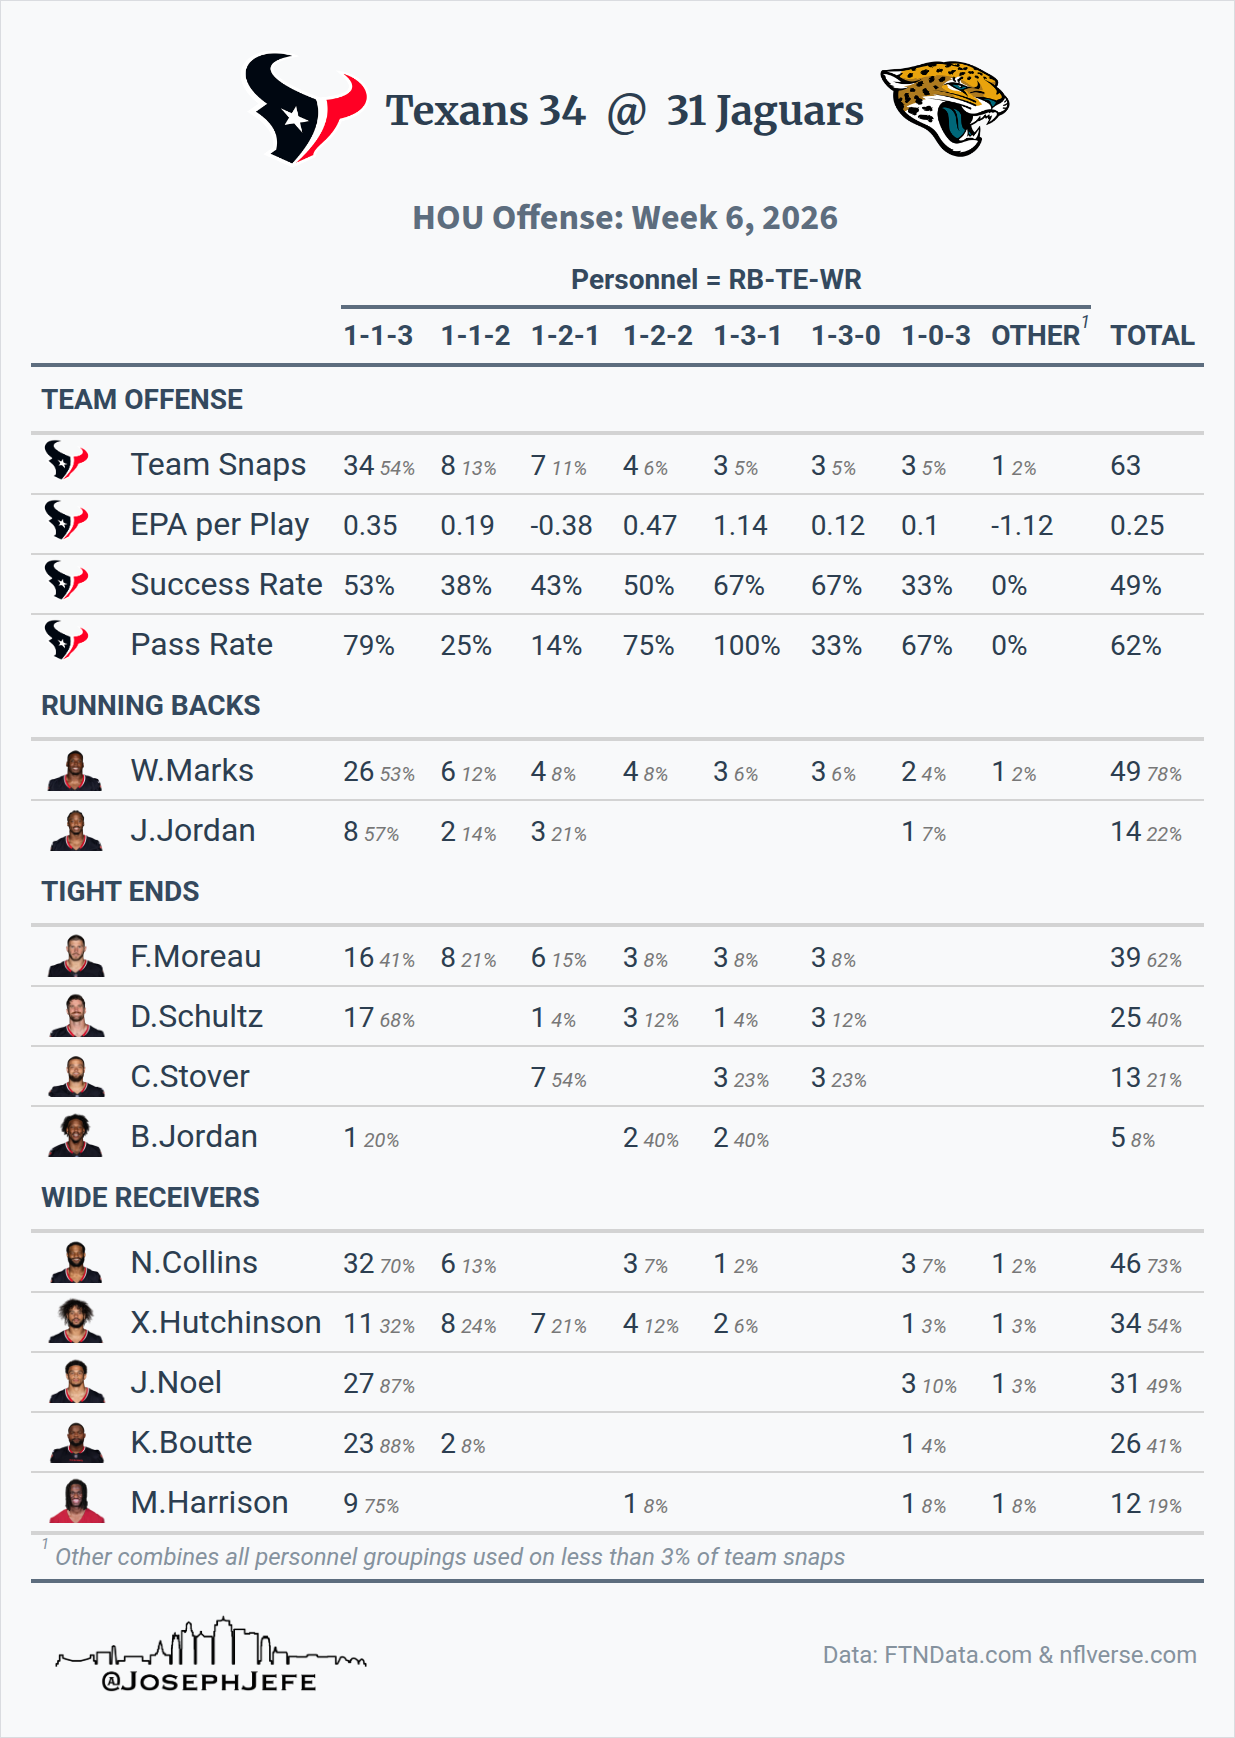 Texans 34 @ 31 Jaguars
HOU Offense: Week 6, 2026
Personnel = RB-TE-WR
1-1-3 1-1-2 1-2-1 1-2-2 1-3-1 1-3-0 1-0-3 OTHER1 TOTAL
TEAM OFFENSE
Team Snaps 34 54% 8 13% 7 11% 4 6% 3 5% 3 5% 3 5% 1 2% 63
EPA per Play 0.35 0.19 -0.38 0.47 1.14 0.12 0.1 -1.12 0.25
Success Rate 53% 38% 43% 50% 67% 67% 33% 0% 49%
Pass Rate 79% 25% 14% 75% 100% 33% 67% 0% 62%
RUNNING BACKS
W.Marks 26 53% 6 12% 4 8% 4 8% 3 6% 3 6% 2 4% 1 2% 49 78%
J.Jordan 8 57% 2 14% 3 21% 1 7% 14 22%
TIGHT ENDS
F.Moreau 16 41% 8 21% 6 15% 3 8% 3 8% 3 8% 39 62%
D.Schultz 17 68% 1 4% 3 12% 1 4% 3 12% 25 40%
C.Stover 7 54% 3 23% 3 23% 13 21%
B.Jordan 1 20% 2 40% 2 40% 5 8%
WIDE RECEIVERS
N.Collins 32 70% 6 13% 3 7% 1 2% 3 7% 1 2% 46 73%
X.Hutchinson 11 32% 8 24% 7 21% 4 12% 2 6% 1 3% 1 3% 34 54%
J.Noel 27 87% 3 10% 1 3% 31 49%
K.Boutte 23 88% 2 8% 1 4% 26 41%
M.Harrison 9 75% 1 8% 1 8% 1 8% 12 19%
1 Other combines all personnel groupings used on less than 3% of team snaps
@JOSEPHJEFE
Data: FTNData.com & nflverse.com